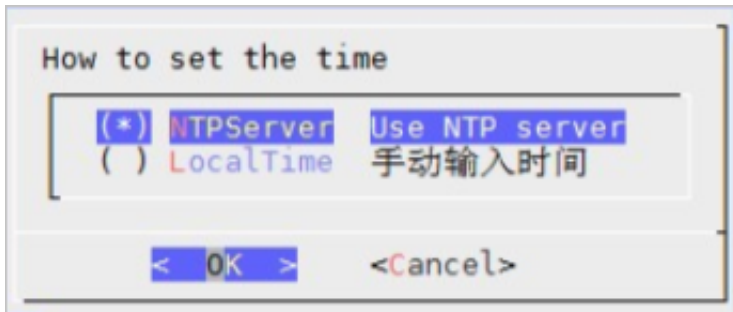 How to set the time
(*) NTPServer Use NTP server
( ) LocalTime 手动输入时间
< OK > <Cancel>